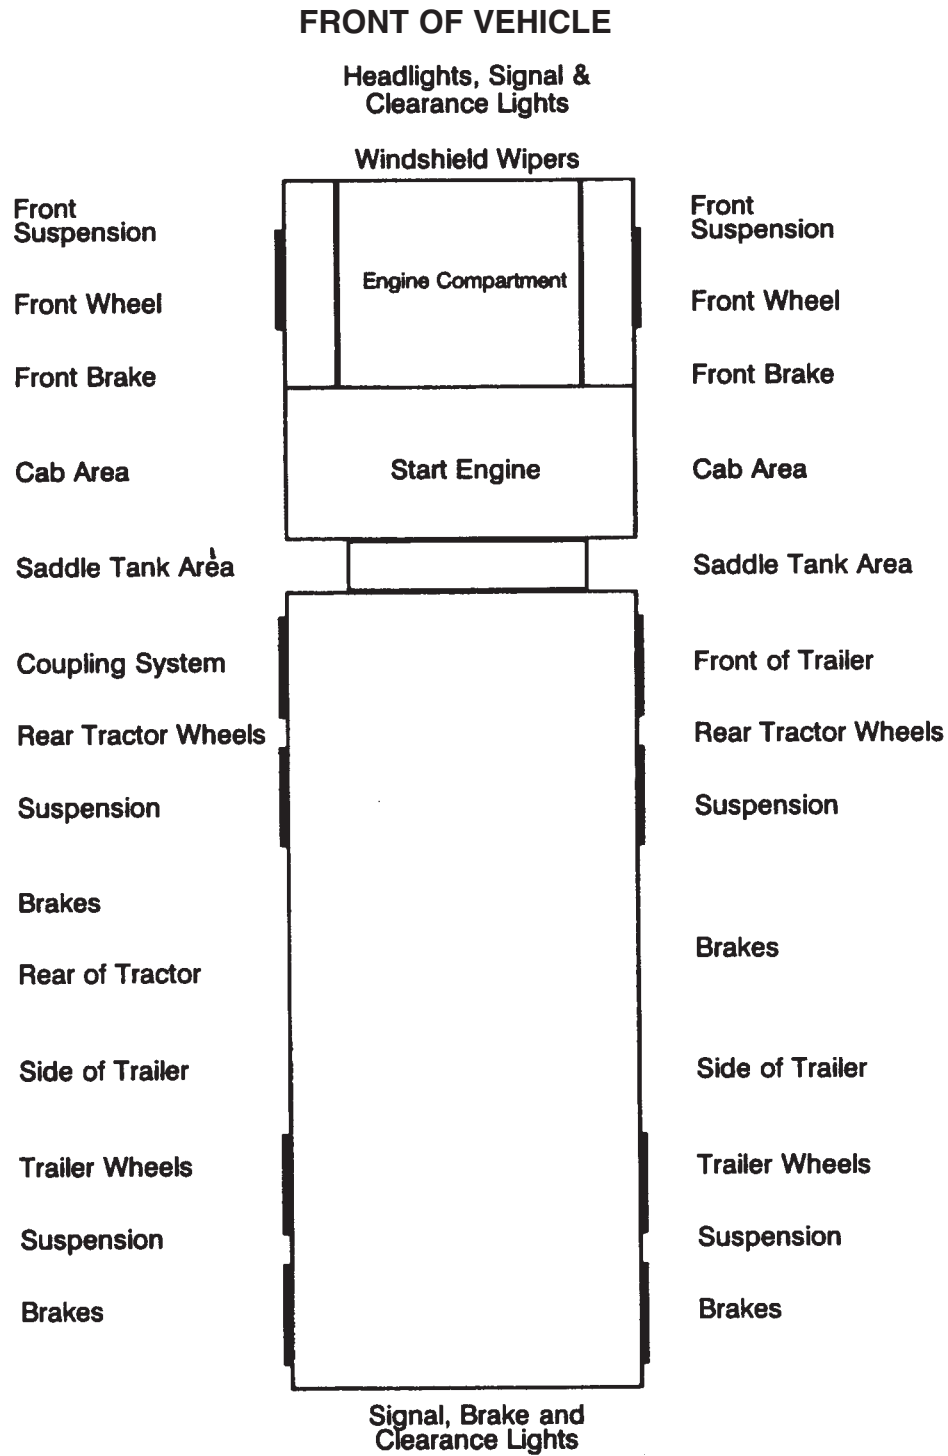 FRONT OF VEHICLE
Headlights, Signal &
Clearance Lights
Windshield Wipers
Front
Suspension
Front Wheel
Front Brake
Cab Area
Saddle Tank Area
Coupling System
Rear Tractor Wheels
Suspension
Brakes
Rear of Tractor
Side of Trailer
Trailer Wheels
Suspension
Brakes
Engine Compartment
Start Engine
Front
Suspension
Front Wheel
Front Brake
Cab Area
Saddle Tank Area
Front of Trailer
Rear Tractor Wheels
Suspension
Brakes
Side of Trailer
Trailer Wheels
Suspension
Brakes
Signal, Brake and
Clearance Lights